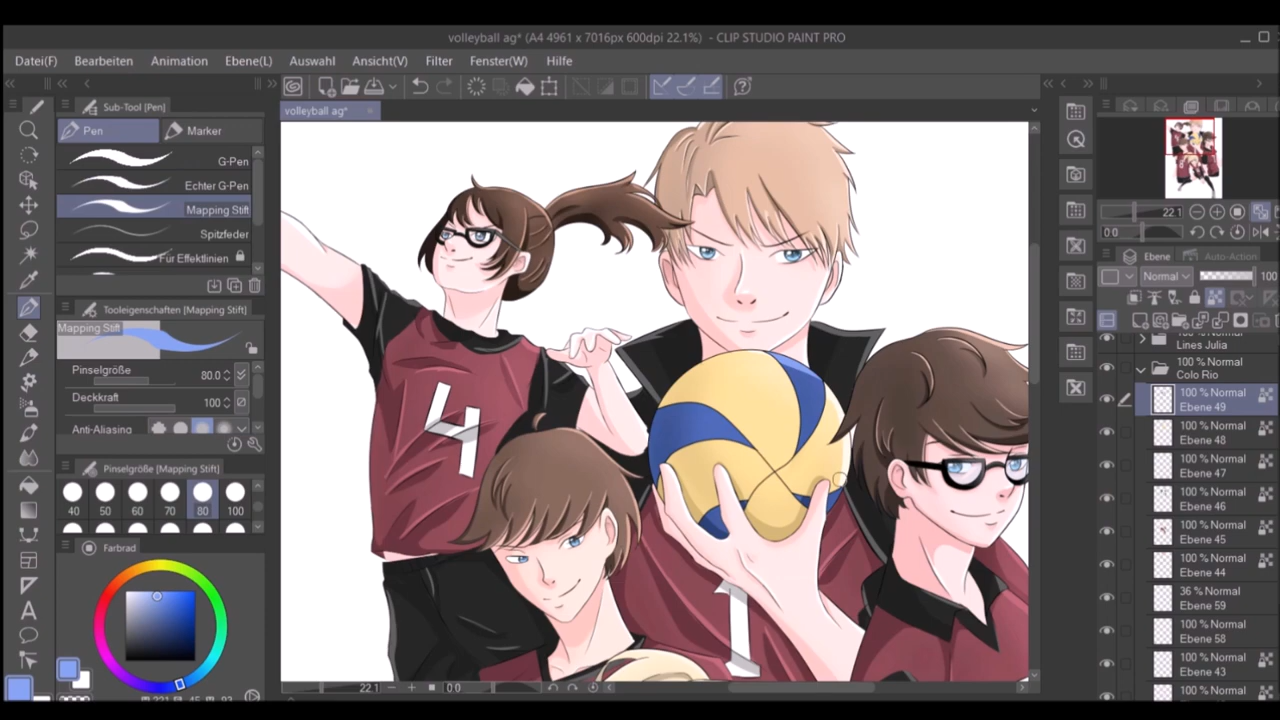 volleyball ag* (A4 4961 x 7016px 600dpi 22.1%) - CLIP STUDIO PAINT PRO
Datei(F) Bearbeiten Animation Ebene(L) Auswahl Ansicht(V) Filter Fenster(W) Hilfe
Sub-Tool [Pen]
volleyball ag*
Pen Marker
G-Pen
Echter G-Pen
Mapping Stift
Spitzfeder
Für Effektlinien
Tooleigenschaften [Mapping Stift]
Mapping Stift
Pinselgröße 80.0
Deckkraft 100
Anti-Aliasing
Pinselgröße [Mapping Stift]
40 50 60 70 80 100
Farbrad
4
1
22.1 0 0
22.1
0 0
Ebene Auto-Action
Normal 100
Lines Julia
100 % Normal
Colo Rio
100 % Normal
Ebene 49
100 % Normal
Ebene 48
100 % Normal
Ebene 47
100 % Normal
Ebene 46
100 % Normal
Ebene 45
100 % Normal
Ebene 44
36 % Normal
Ebene 59
100 % Normal
Ebene 58
100 % Normal
Ebene 43
100 % Normal